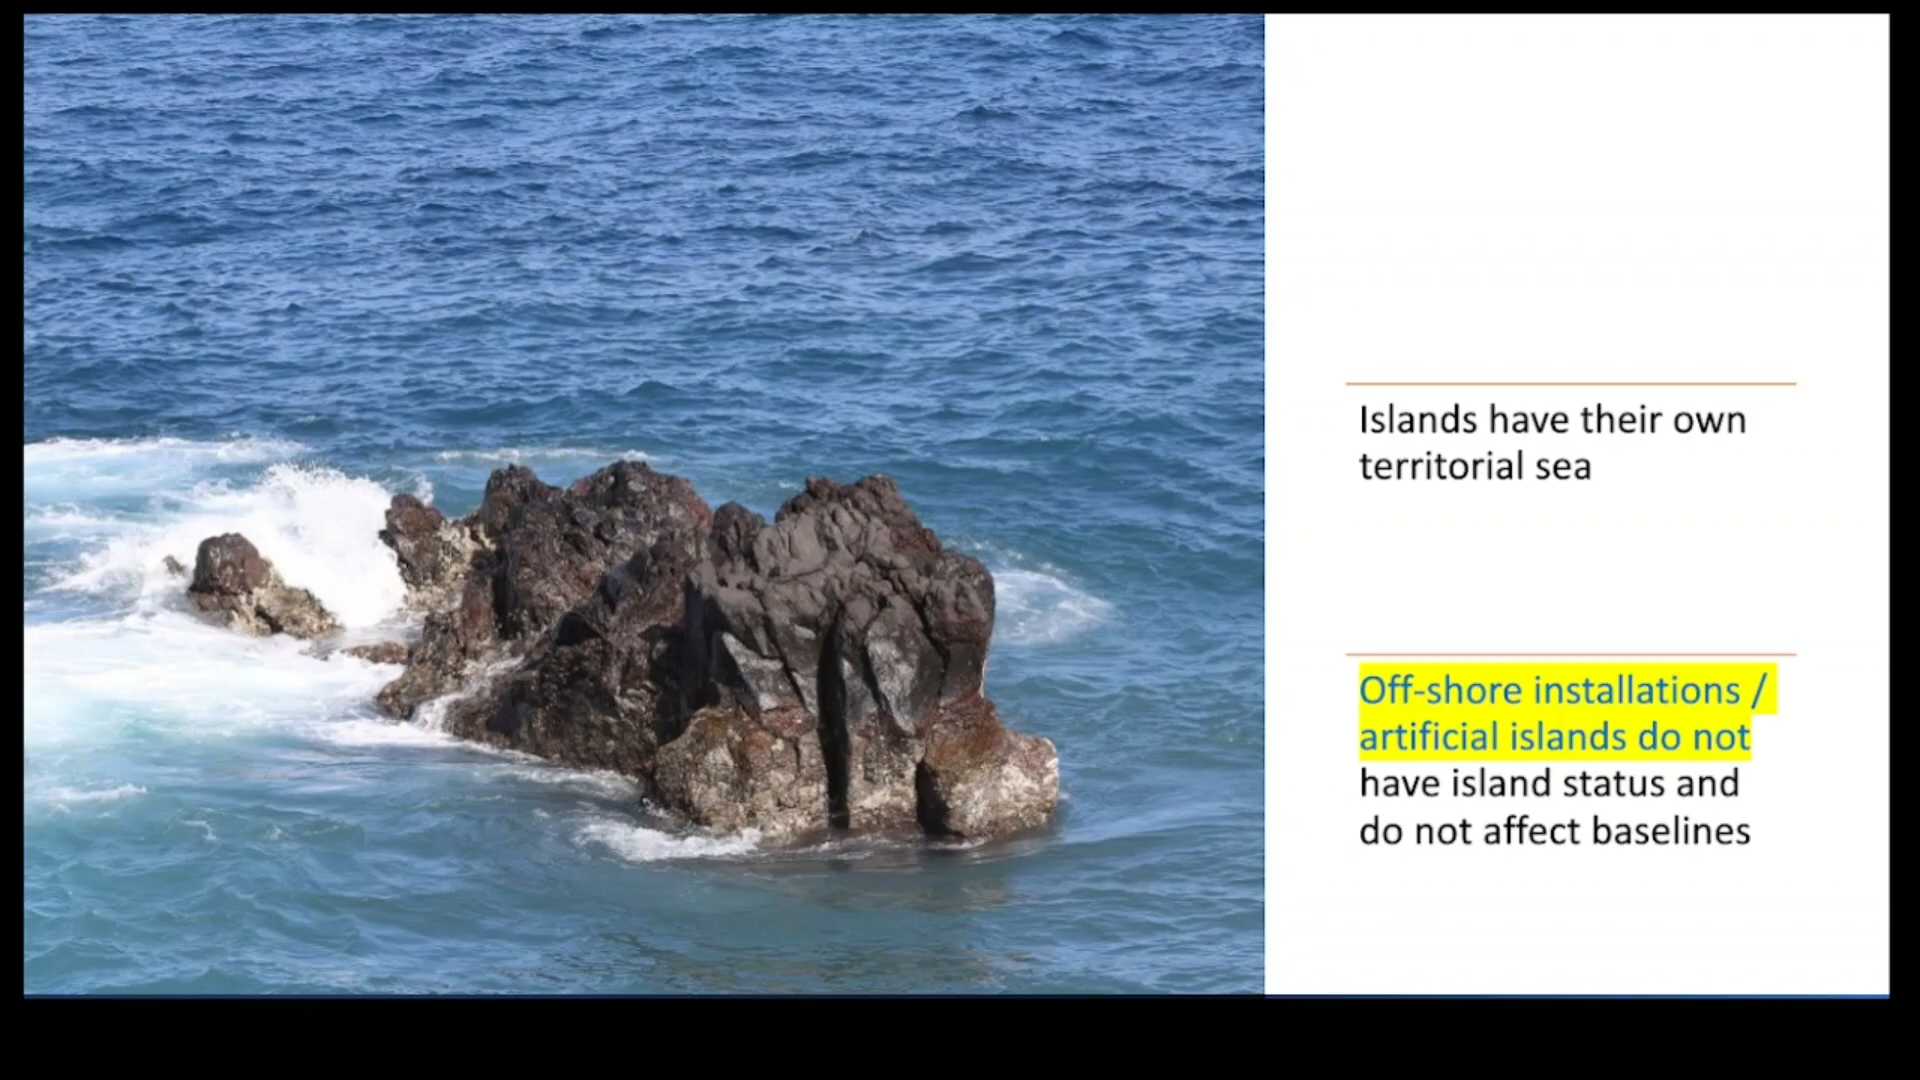 Islands have their own
territorial sea
Off-shore installations /
artificial islands do not
have island status and
do not affect baselines